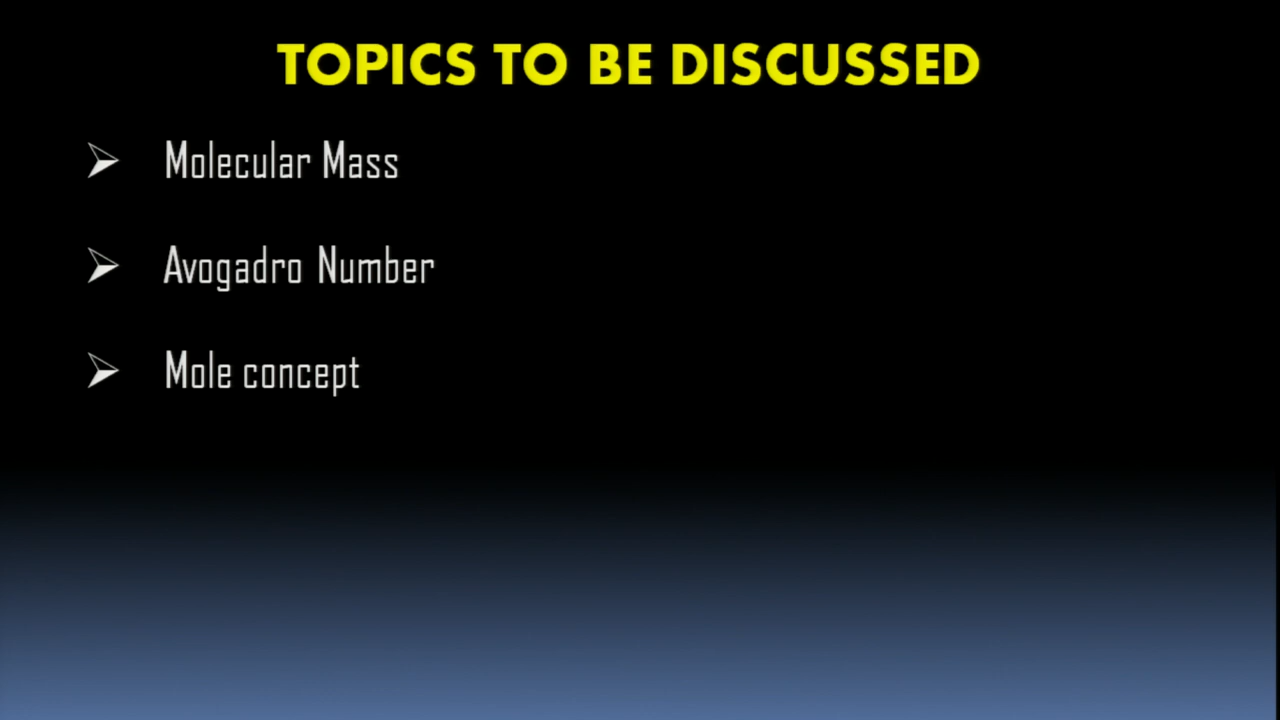 TOPICS TO BE DISCUSSED
Molecular Mass
Avogadro Number
Mole concept